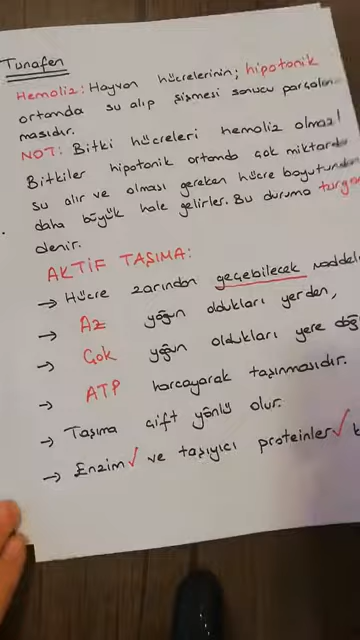 Tunafen
Hemoliz: Hayvan hücrelerinin; hipotonik
ortamda su alıp şişmesi sonucu parçalan-
masıdır.
NOT: Bitki hücreleri hemoliz olmaz!
Bitkiler hipotonik ortamda çok miktarda
su alır ve olması gereken hücre boyutundan
daha büyük hale gelirler. Bu duruma
denir.
AKTİF TAŞIMA:
→ Hücre zarından geçebilecek
→ Az yoğun oldukları yerden,
→ Çok yoğun oldukları yere
→ ATP harcayarak taşınmasıdır.
→ Taşıma çift yönlü olur.
→ Enzim✓ ve taşıyıcı proteinler✓